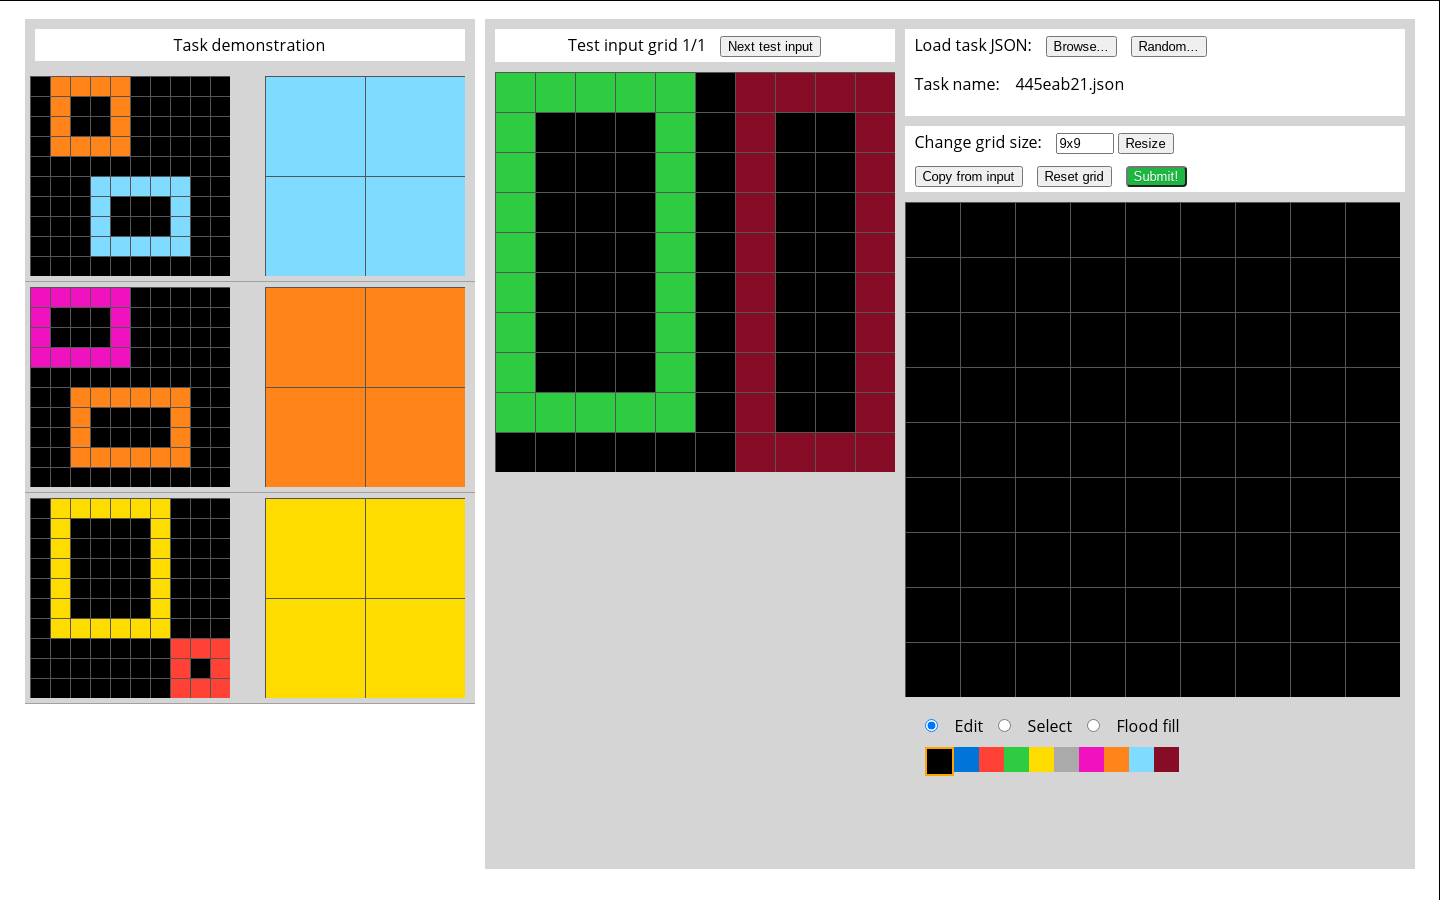 Task demonstration
Test input grid 1/1
Next test input
Load task JSON:
Browse...
Random...
Task name:
445eab21.json
Change grid size:
9x9
Resize
Copy from input
Reset grid
Submit!
Edit
Select
Flood fill